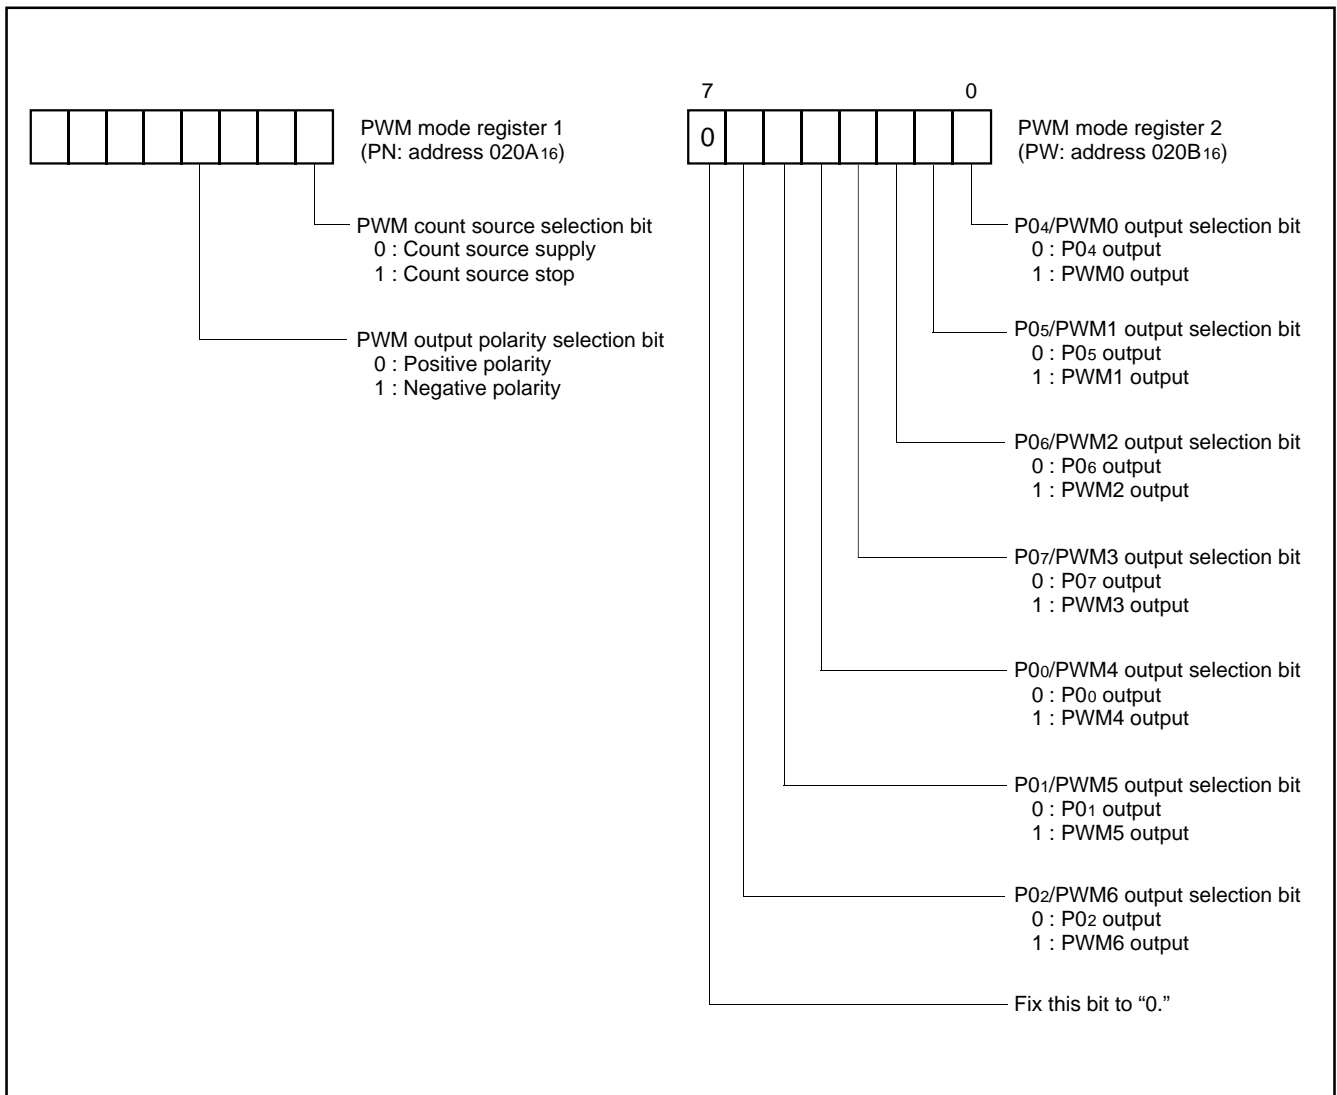 PWM mode register 1
(PN: address 020A16)
PWM count source selection bit
0 : Count source supply
1 : Count source stop
PWM output polarity selection bit
0 : Positive polarity
1 : Negative polarity
7 0
0
PWM mode register 2
(PW: address 020B16)
P04/PWM0 output selection bit
0 : P04 output
1 : PWM0 output
P05/PWM1 output selection bit
0 : P05 output
1 : PWM1 output
P06/PWM2 output selection bit
0 : P06 output
1 : PWM2 output
P07/PWM3 output selection bit
0 : P07 output
1 : PWM3 output
P00/PWM4 output selection bit
0 : P00 output
1 : PWM4 output
P01/PWM5 output selection bit
0 : P01 output
1 : PWM5 output
P02/PWM6 output selection bit
0 : P02 output
1 : PWM6 output
Fix this bit to “0.”